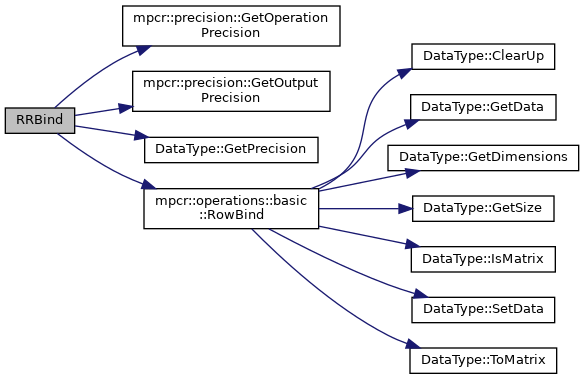 RRBind
mpcr::precision::GetOperation
Precision
mpcr::precision::GetOutput
Precision
DataType::GetPrecision
mpcr::operations::basic
::RowBind
DataType::ClearUp
DataType::GetData
DataType::GetDimensions
DataType::GetSize
DataType::IsMatrix
DataType::SetData
DataType::ToMatrix